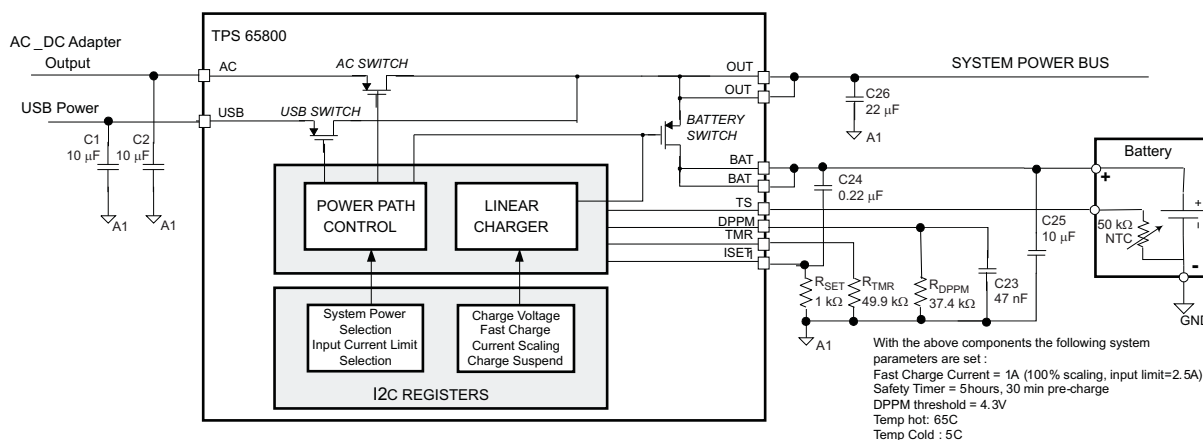 TPS 65800
AC _DC Adapter
Output
AC
AC SWITCH
OUT
SYSTEM POWER BUS
OUT
C26
22 μF
A1
USB Power
USB
USB SWITCH
BATTERY
SWITCH
C1
10 μF
C2
10 μF
A1
A1
BAT
BAT
C24
0.22 μF
Battery
+
+
−
-
50 kΩ
NTC
GND
C25
10 μF
POWER PATH
CONTROL
LINEAR
CHARGER
TS
DPPM
TMR
ISET1
RSET
1 kΩ
RTMR
49.9 kΩ
RDPPM
37.4 kΩ
C23
47 nF
A1
System Power
Selection
Input Current Limit
Selection
Charge Voltage
Fast Charge
Current Scaling
Charge Suspend
I2C REGISTERS
With the above components the following system
parameters are set :
Fast Charge Current = 1A (100% scaling, input limit=2.5A)
Safety Timer = 5hours, 30 min pre-charge
DPPM threshold = 4.3V
Temp hot: 65C
Temp Cold : 5C